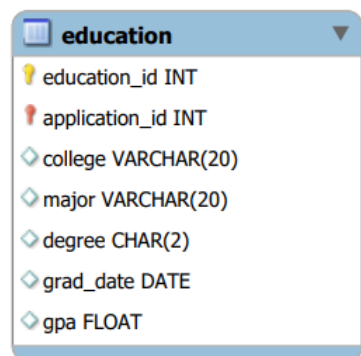 education
education_id INT
application_id INT
college VARCHAR(20)
major VARCHAR(20)
degree CHAR(2)
grad_date DATE
gpa FLOAT